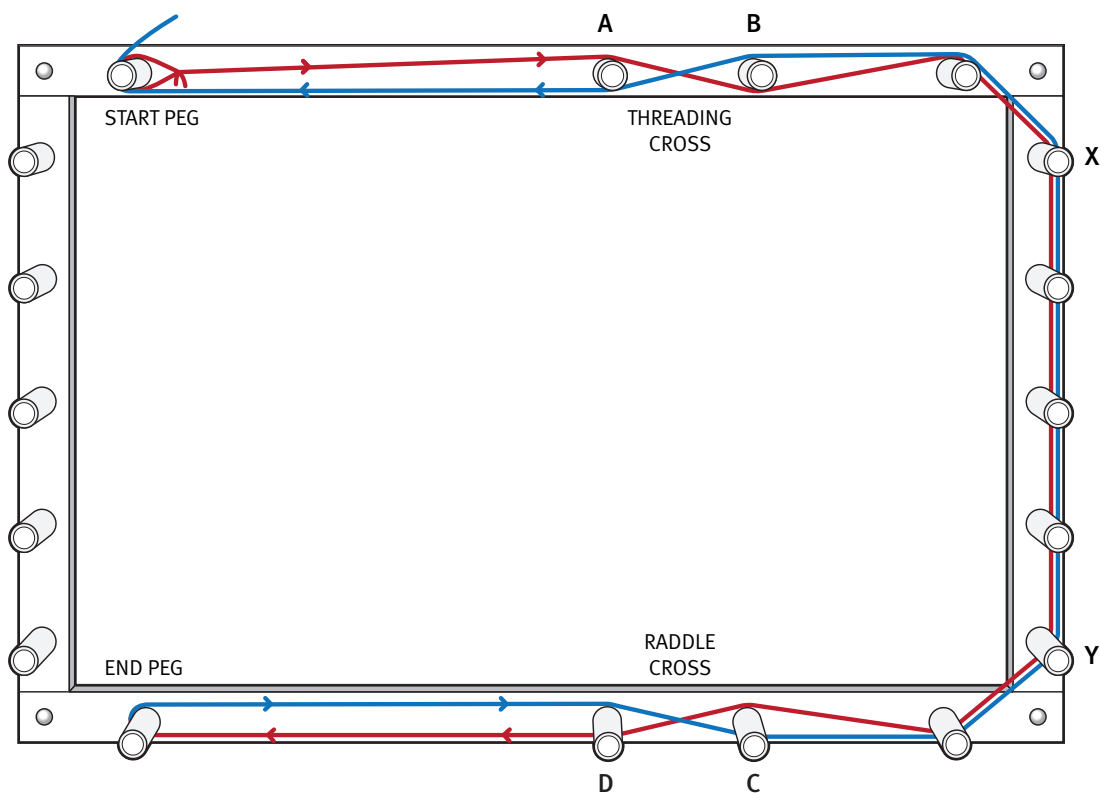 A
B
START PEG
THREADING
CROSS
X
RADDLE
CROSS
Y
END PEG
D
C